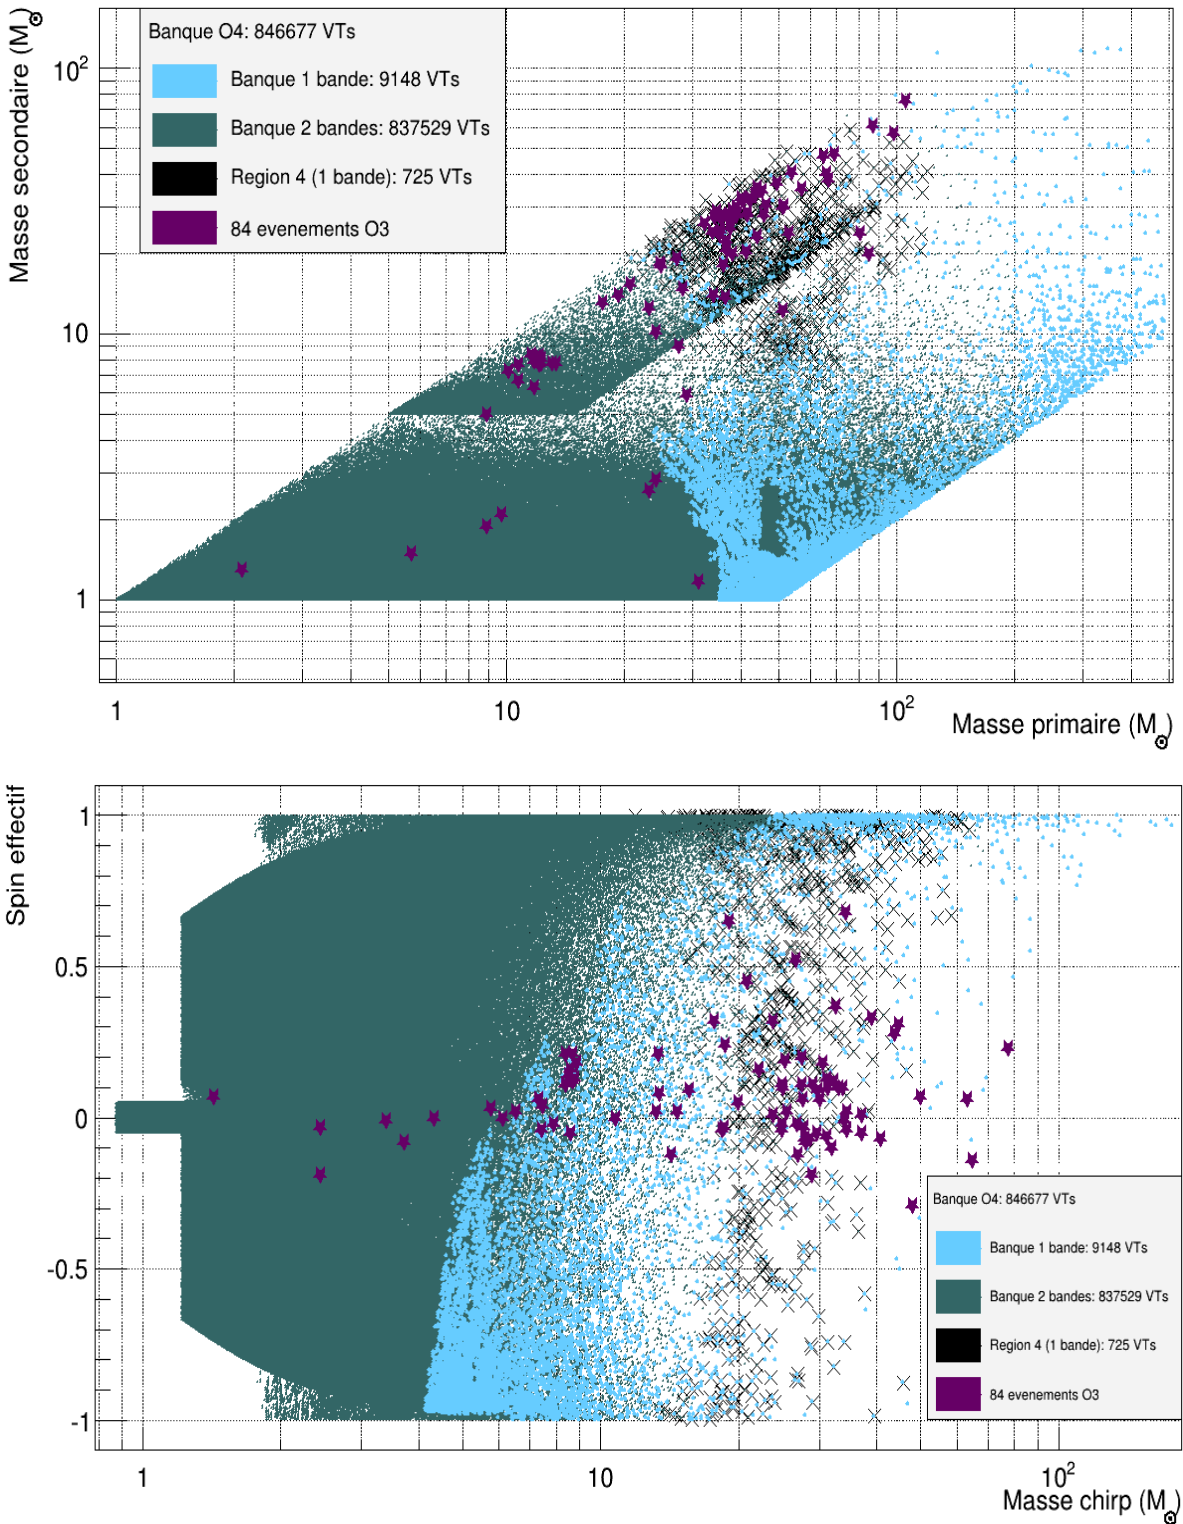 Masse secondaire (M⊙)
Banque O4: 846677 VTs
Banque 1 bande: 9148 VTs
Banque 2 bandes: 837529 VTs
Region 4 (1 bande): 725 VTs
84 evenements O3
10²
10
1
1
10
10²
Masse primaire (M⊙)
Spin effectif
1
0.5
0
-0.5
-1
Banque O4: 846677 VTs
Banque 1 bande: 9148 VTs
Banque 2 bandes: 837529 VTs
Region 4 (1 bande): 725 VTs
84 evenements O3
1
10
10²
Masse chirp (M⊙)